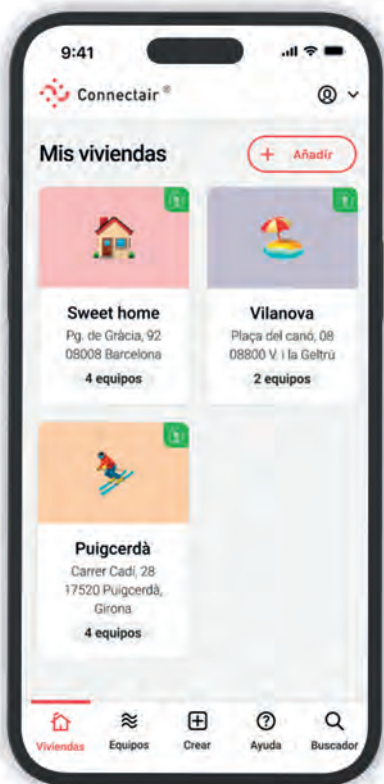 9:41
Connectair ®
Mis viviendas
+ Añadir
Sweet home
Pg. de Gràcia, 92
08008 Barcelona
4 equipos
Vilanova
Plaça del canó, 08
08800 V. i la Geltrú
2 equipos
Puigcerdà
Carrer Cadí, 28
17520 Puigcerdà,
Girona
4 equipos
Viviendas
Equipos
Crear
Ayuda
Buscador